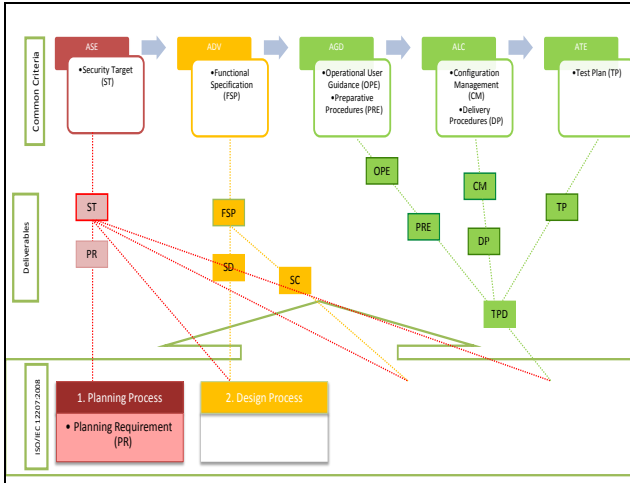 ASE
ADV
AGD
ALC
ATE
Common Criteria
•Security Target
(ST)
•Functional
Specification
(FSP)
•Operational User
Guidance (OPE)
•Preparative
Procedures (PRE)
•Configuration
Management
(CM)
•Delivery
Procedures (DP)
•Test Plan (TP)
Deliverables
OPE
CM
ST
FSP
TP
PRE
DP
PR
SD
SC
TPD
ISO/IEC 12207:2008
1. Planning Process
• Planning Requirement
(PR)
2. Design Process